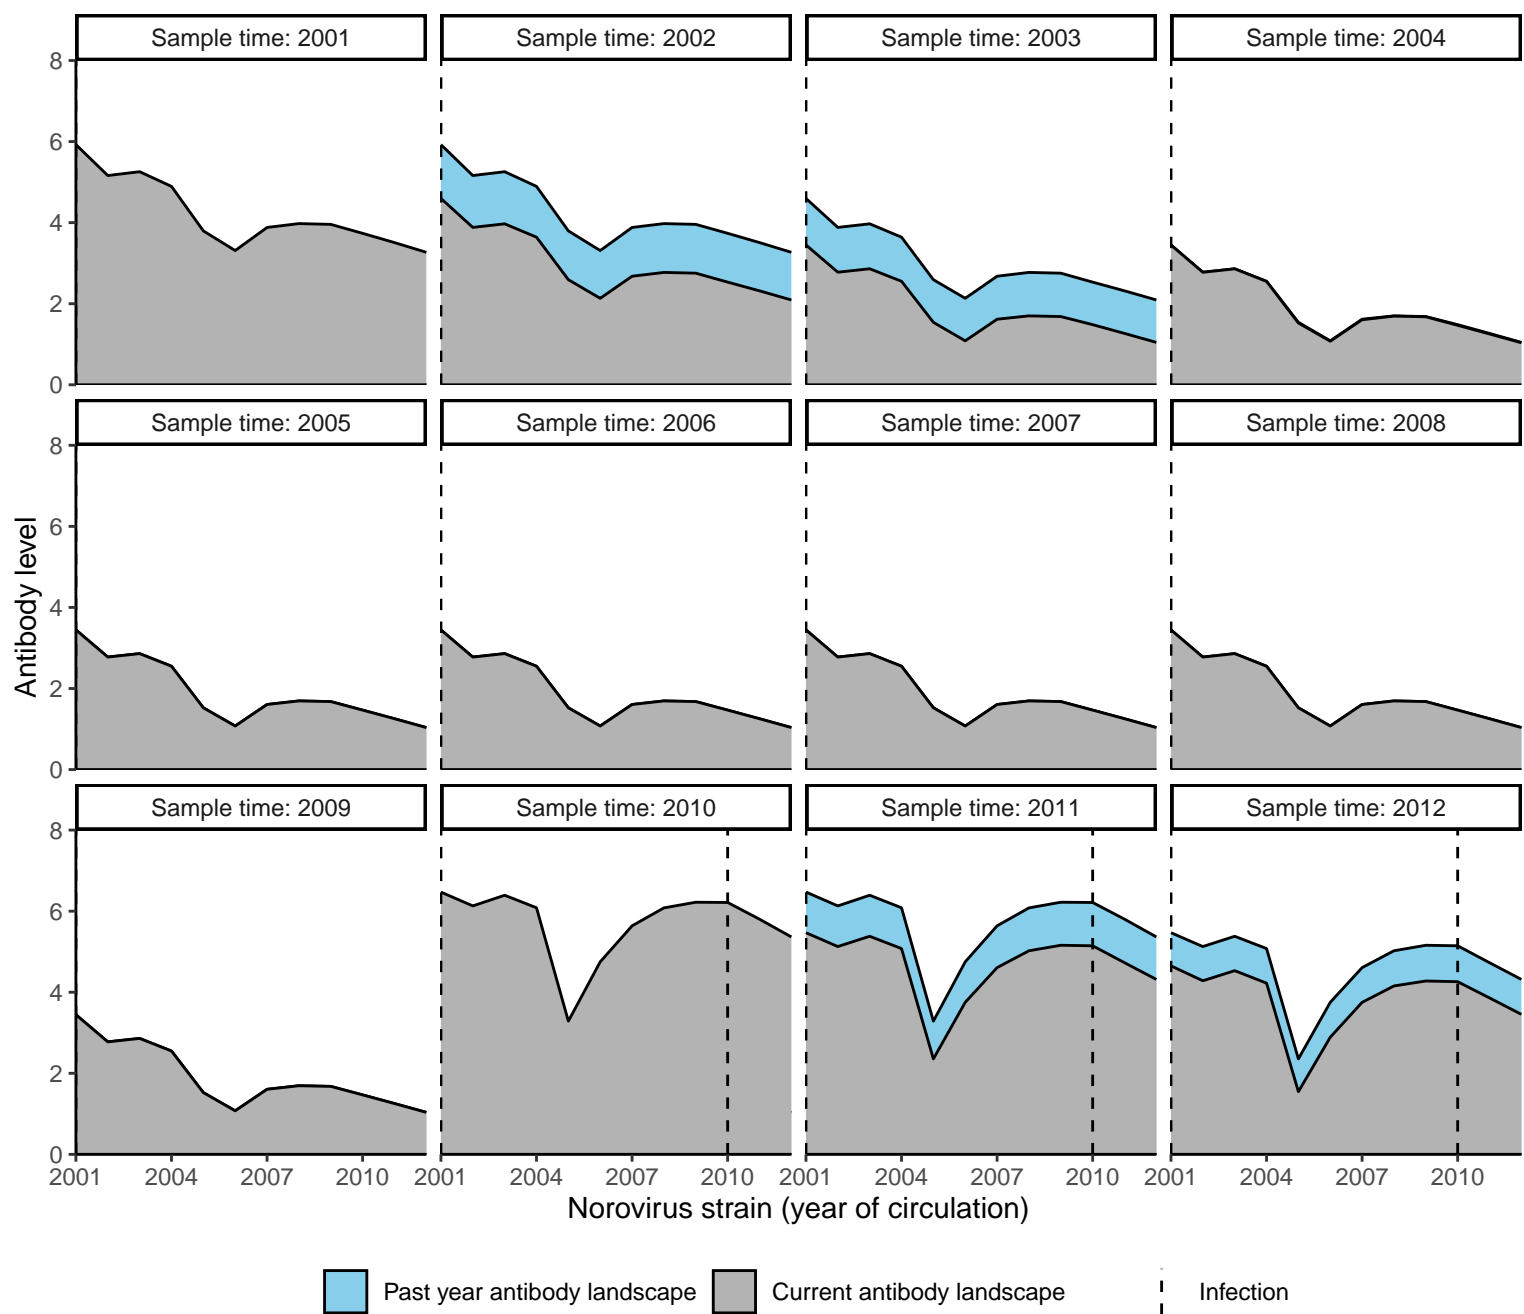 Sample time: 2001
Sample time: 2002
Sample time: 2003
Sample time: 2004
8
6
4
2
0
Sample time: 2005
Sample time: 2006
Sample time: 2007
Sample time: 2008
8
6
4
2
0
Sample time: 2009
Sample time: 2010
Sample time: 2011
Sample time: 2012
8
6
4
2
0
Antibody level
2001 2004 2007 2010 2001 2004 2007 2010 2001 2004 2007 2010 2001 2004 2007 2010
Norovirus strain (year of circulation)
Past year antibody landscape Current antibody landscape Infection